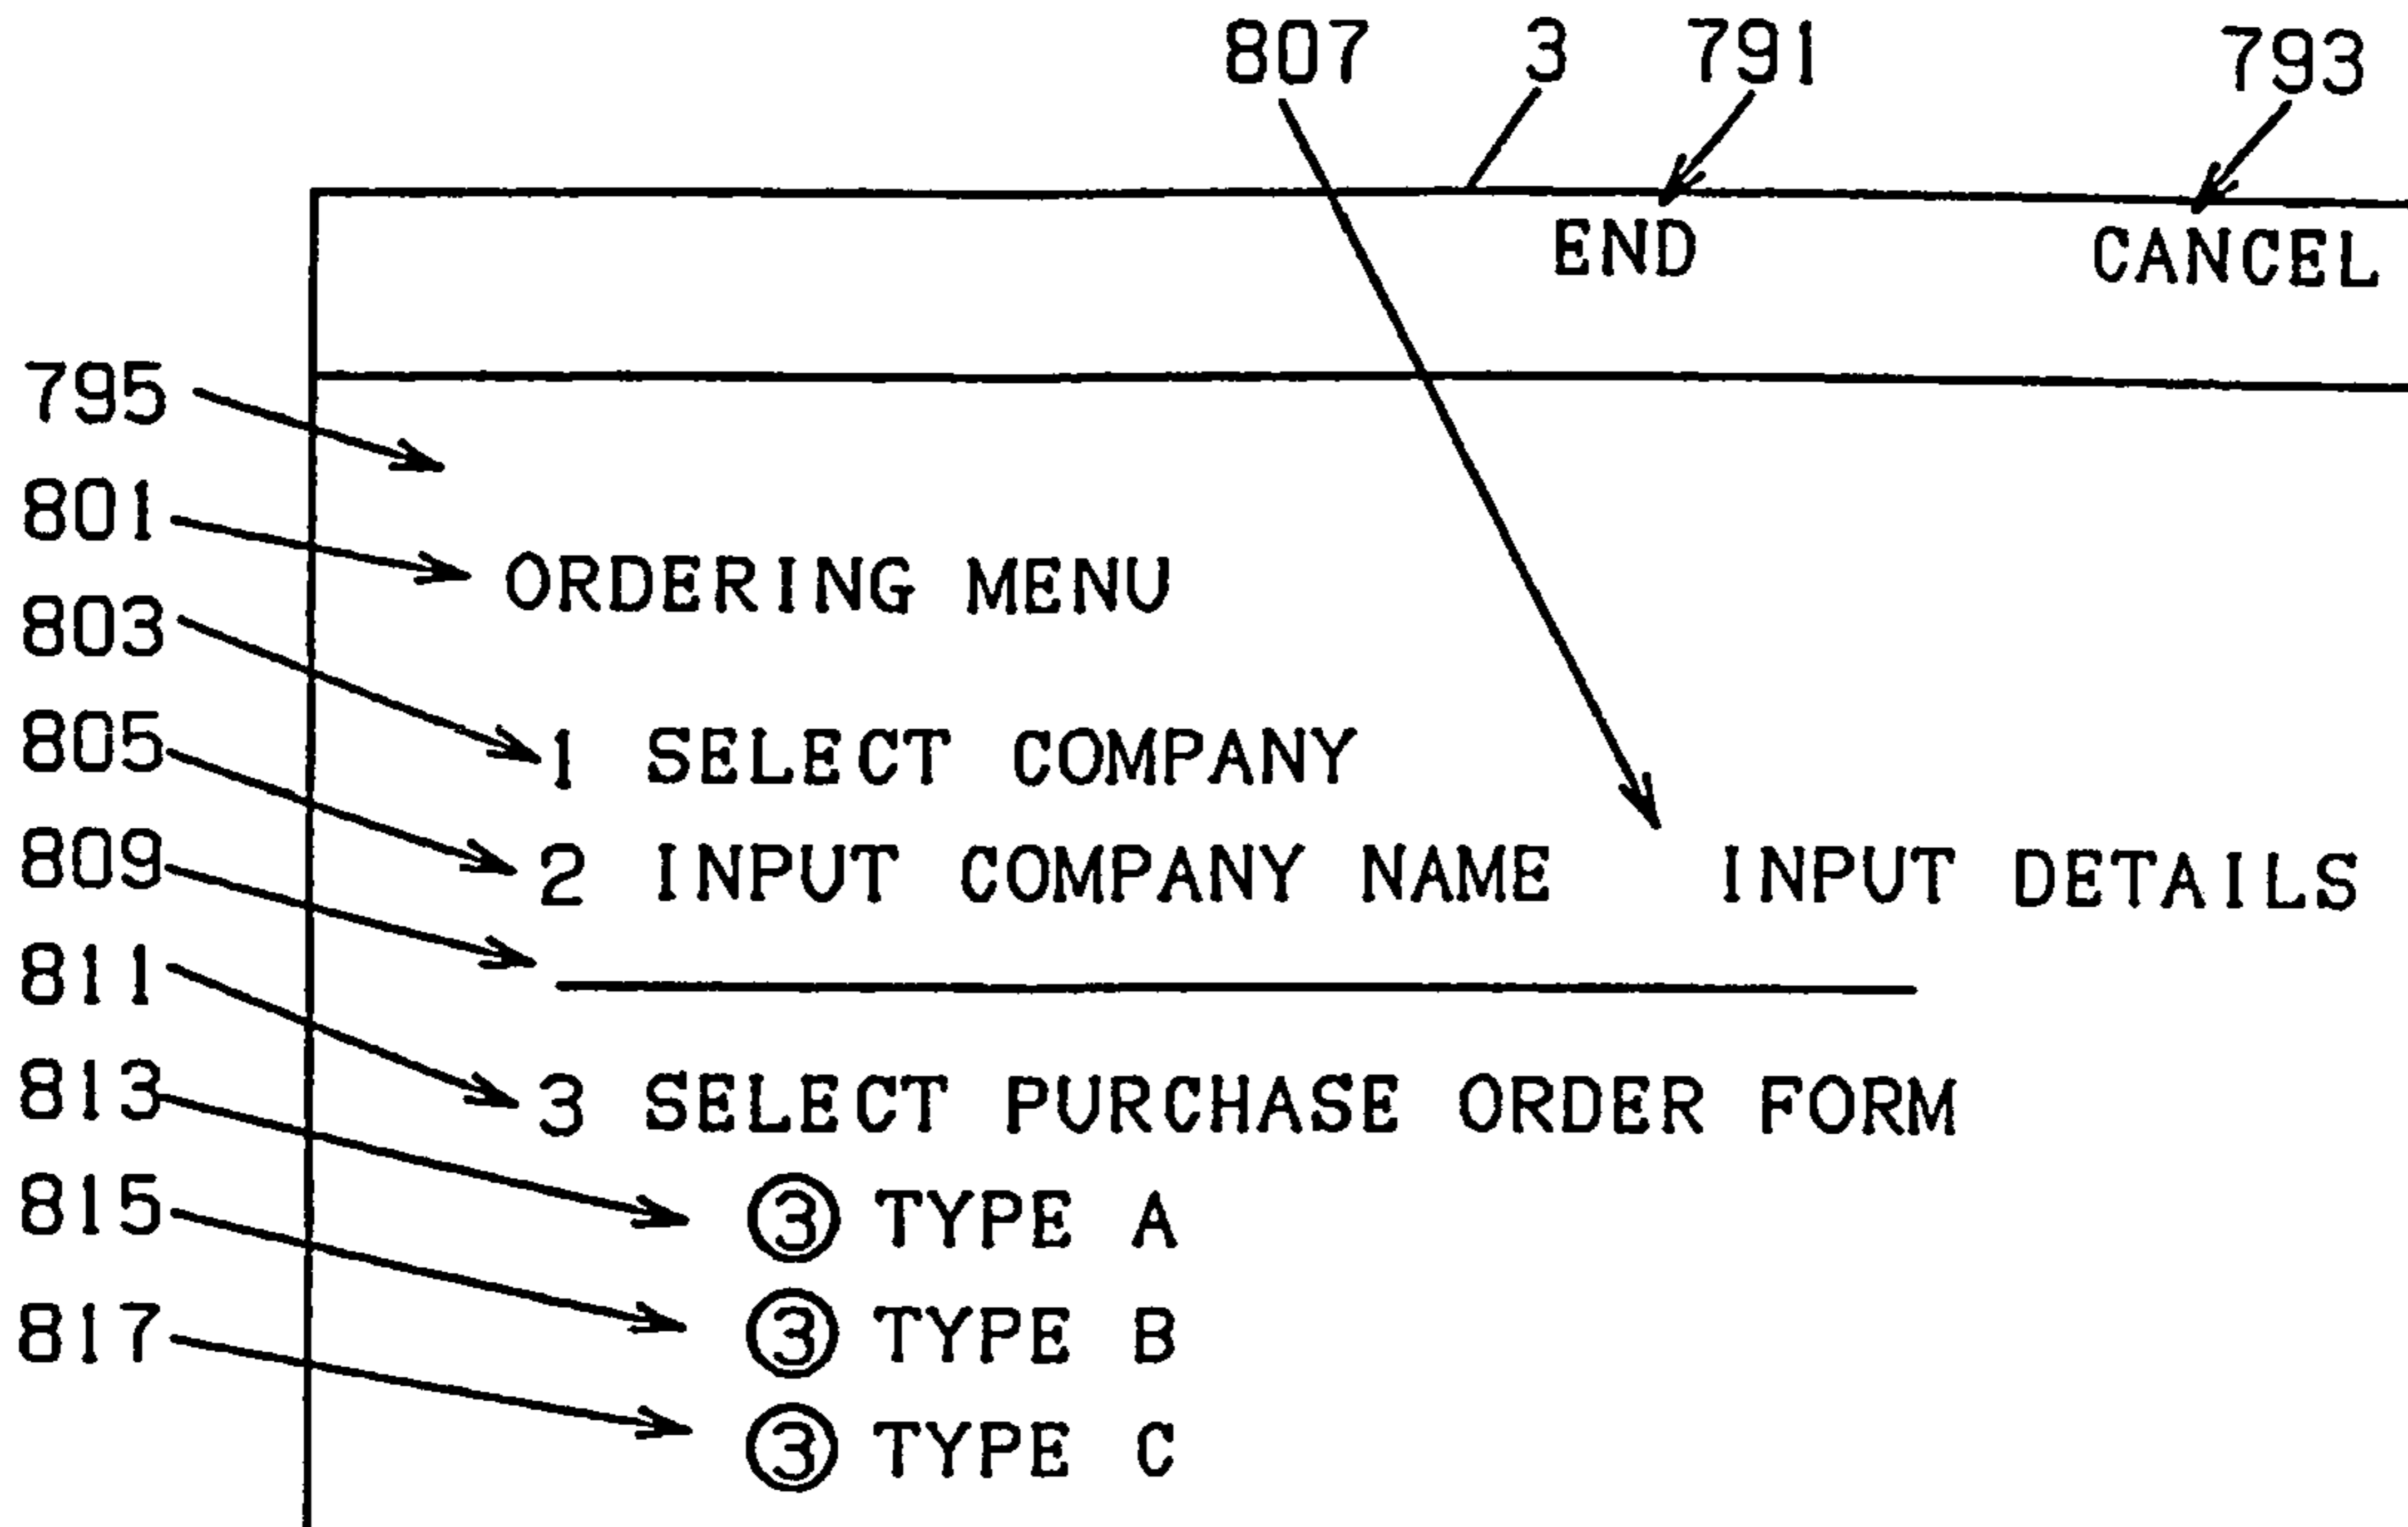 807 3 791 793
END CANCEL
795
801
ORDERING MENU
803
1 SELECT COMPANY
805
2 INPUT COMPANY NAME INPUT DETAILS
809
811
3 SELECT PURCHASE ORDER FORM
813
③ TYPE A
815
③ TYPE B
817
③ TYPE C